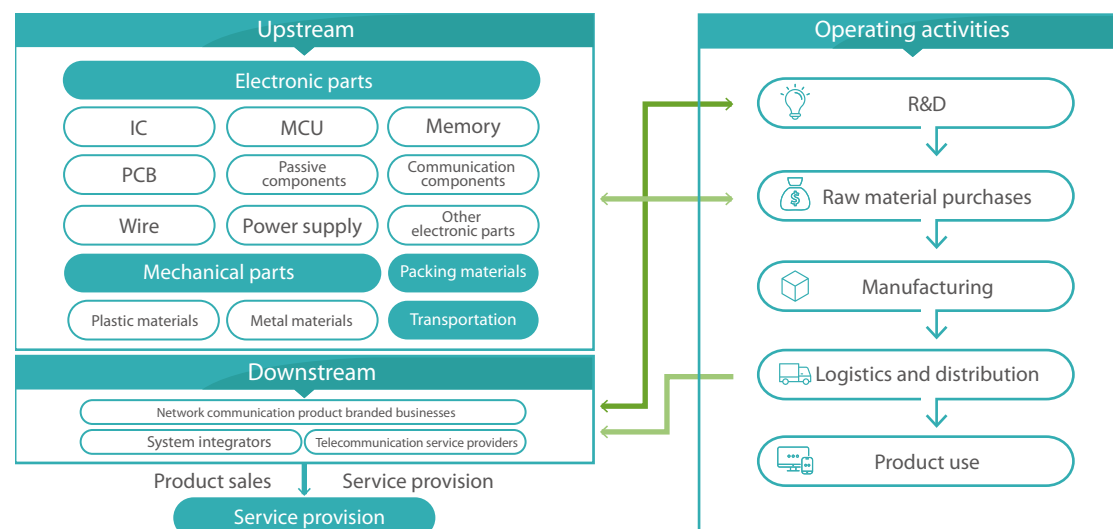 Upstream
Electronic parts
IC
MCU
Memory
PCB
Passive
components
Communication
components
Wire
Power supply
Other
electronic parts
Mechanical parts
Packing materials
Plastic materials
Metal materials
Transportation
Downstream
Network communication product branded businesses
System integrators
Telecommunication service providers
Product sales
Service provision
Service provision
Operating activities
R&D
$
Raw material purchases
Manufacturing
Logistics and distribution
Product use